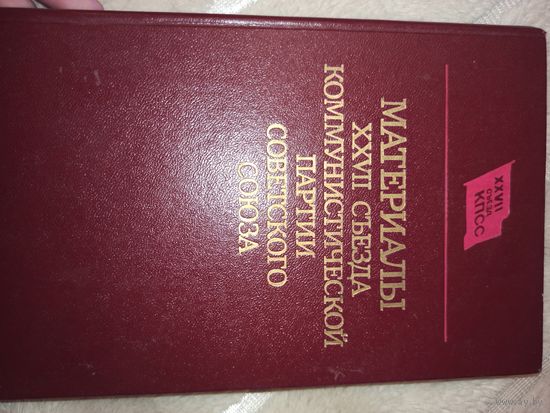 XXVII
СЪЕЗД
КПСС
МАТЕРИАЛЫ
XXVII СЪЕЗДА
КОММУНИСТИЧЕСКОЙ
ПАРТИИ
СОВЕТСКОГО
СОЮЗА